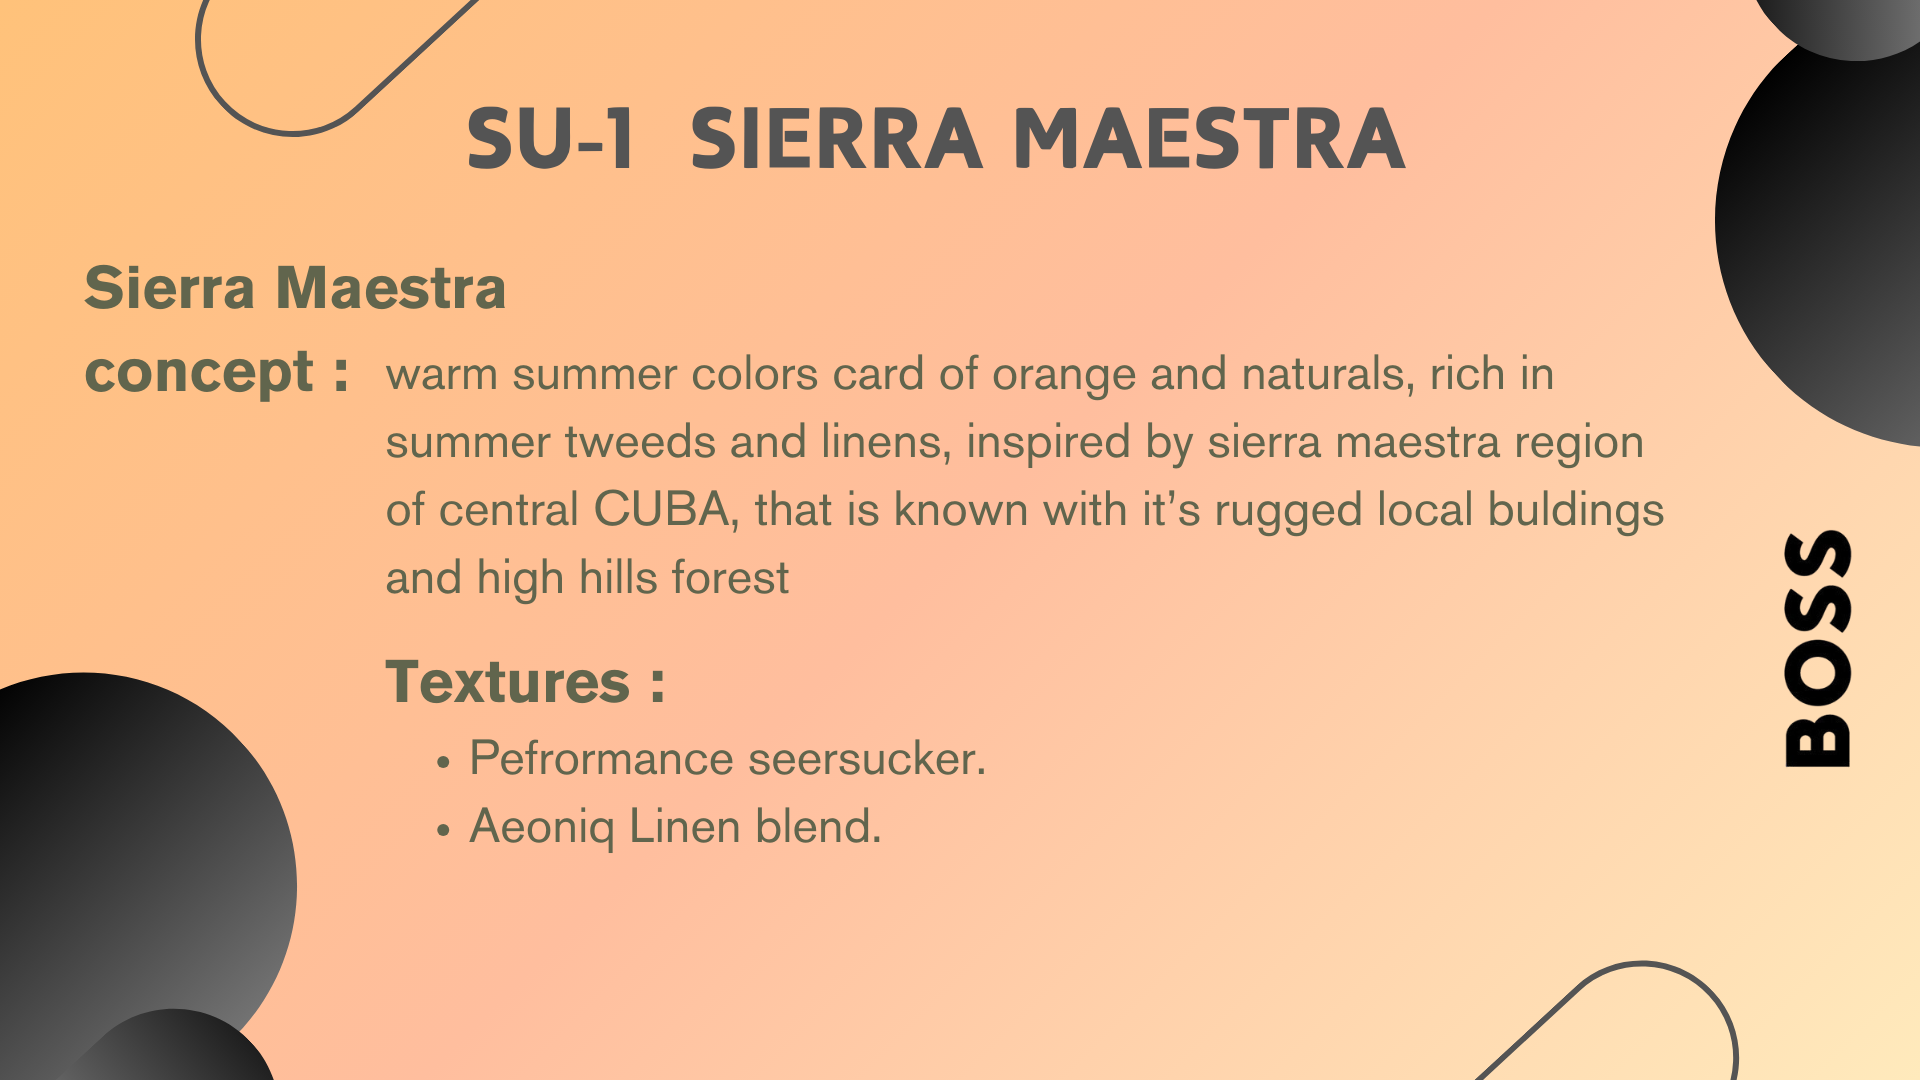 SU-1 SIERRA MAESTRA
Sierra Maestra
concept :
warm summer colors card of orange and naturals, rich in
summer tweeds and linens, inspired by sierra maestra region
of central CUBA, that is known with it’s rugged local buldings
and high hills forest
Textures :
• Pefrormance seersucker.
• Aeoniq Linen blend.
BOSS